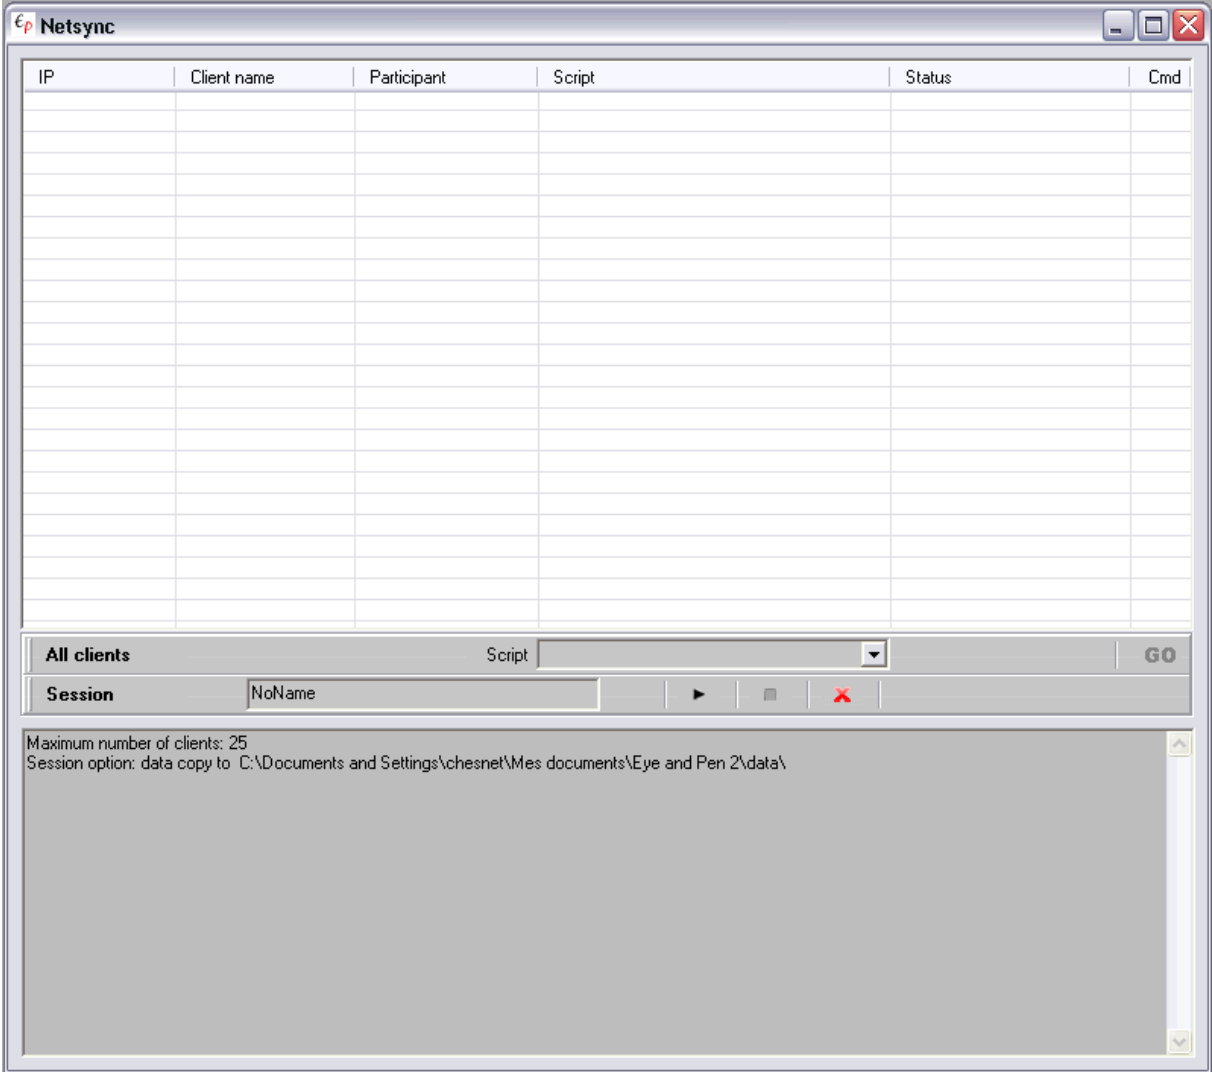 εp Netsync
IP Client name Participant Script Status Cmd
All clients Script GO
Session NoName
Maximum number of clients: 25
Session option: data copy to C:\Documents and Settings\chesnet\Mes documents\Eye and Pen 2\data\